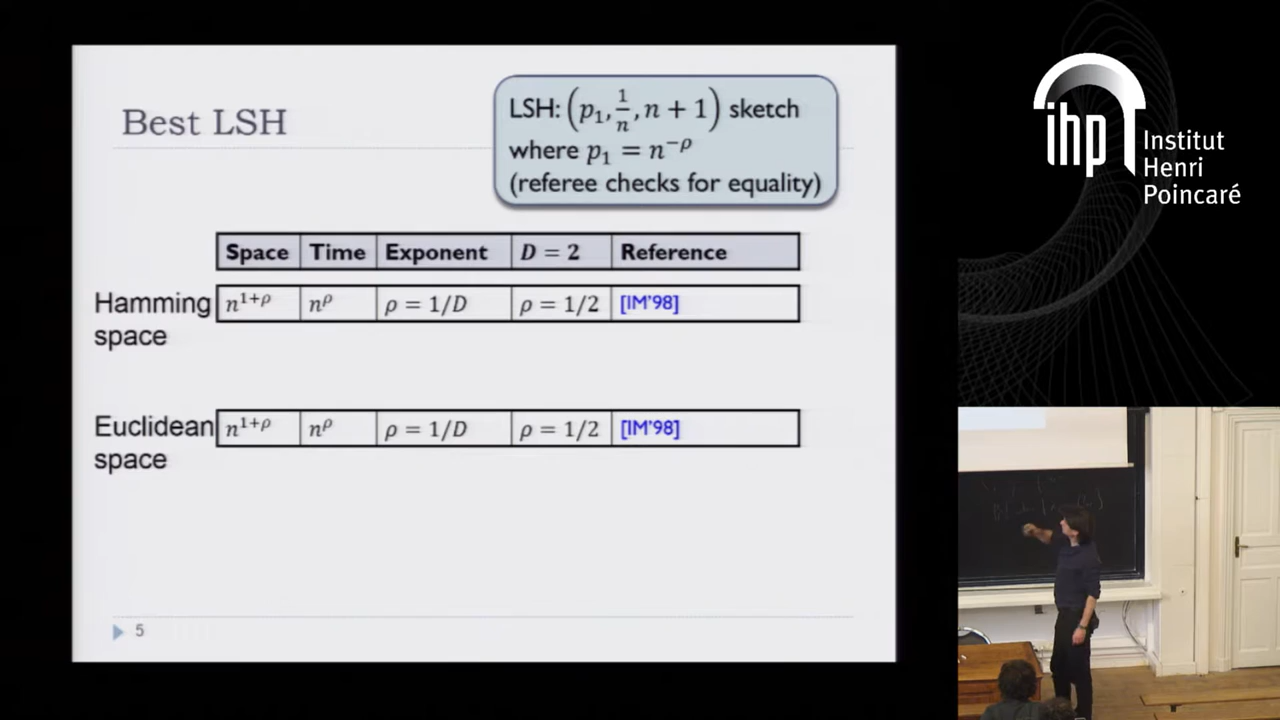 Best LSH
LSH: (p₁, 1/n, n + 1) sketch
where p₁ = n^−ρ
(referee checks for equality)
Space Time Exponent D = 2 Reference
Hamming space n^1+ρ n^ρ ρ = 1/D ρ = 1/2 [IM'98]
Euclidean space n^1+ρ n^ρ ρ = 1/D ρ = 1/2 [IM'98]
5
ihp
Institut
Henri
Poincaré